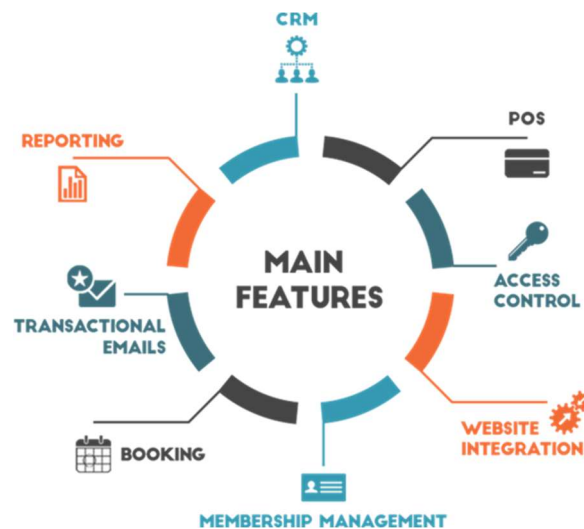 CRM
POS
REPORTING
MAIN
FEATURES
ACCESS
CONTROL
TRANSACTIONAL
EMAILS
WEBSITE
INTEGRATION
BOOKING
MEMBERSHIP MANAGEMENT